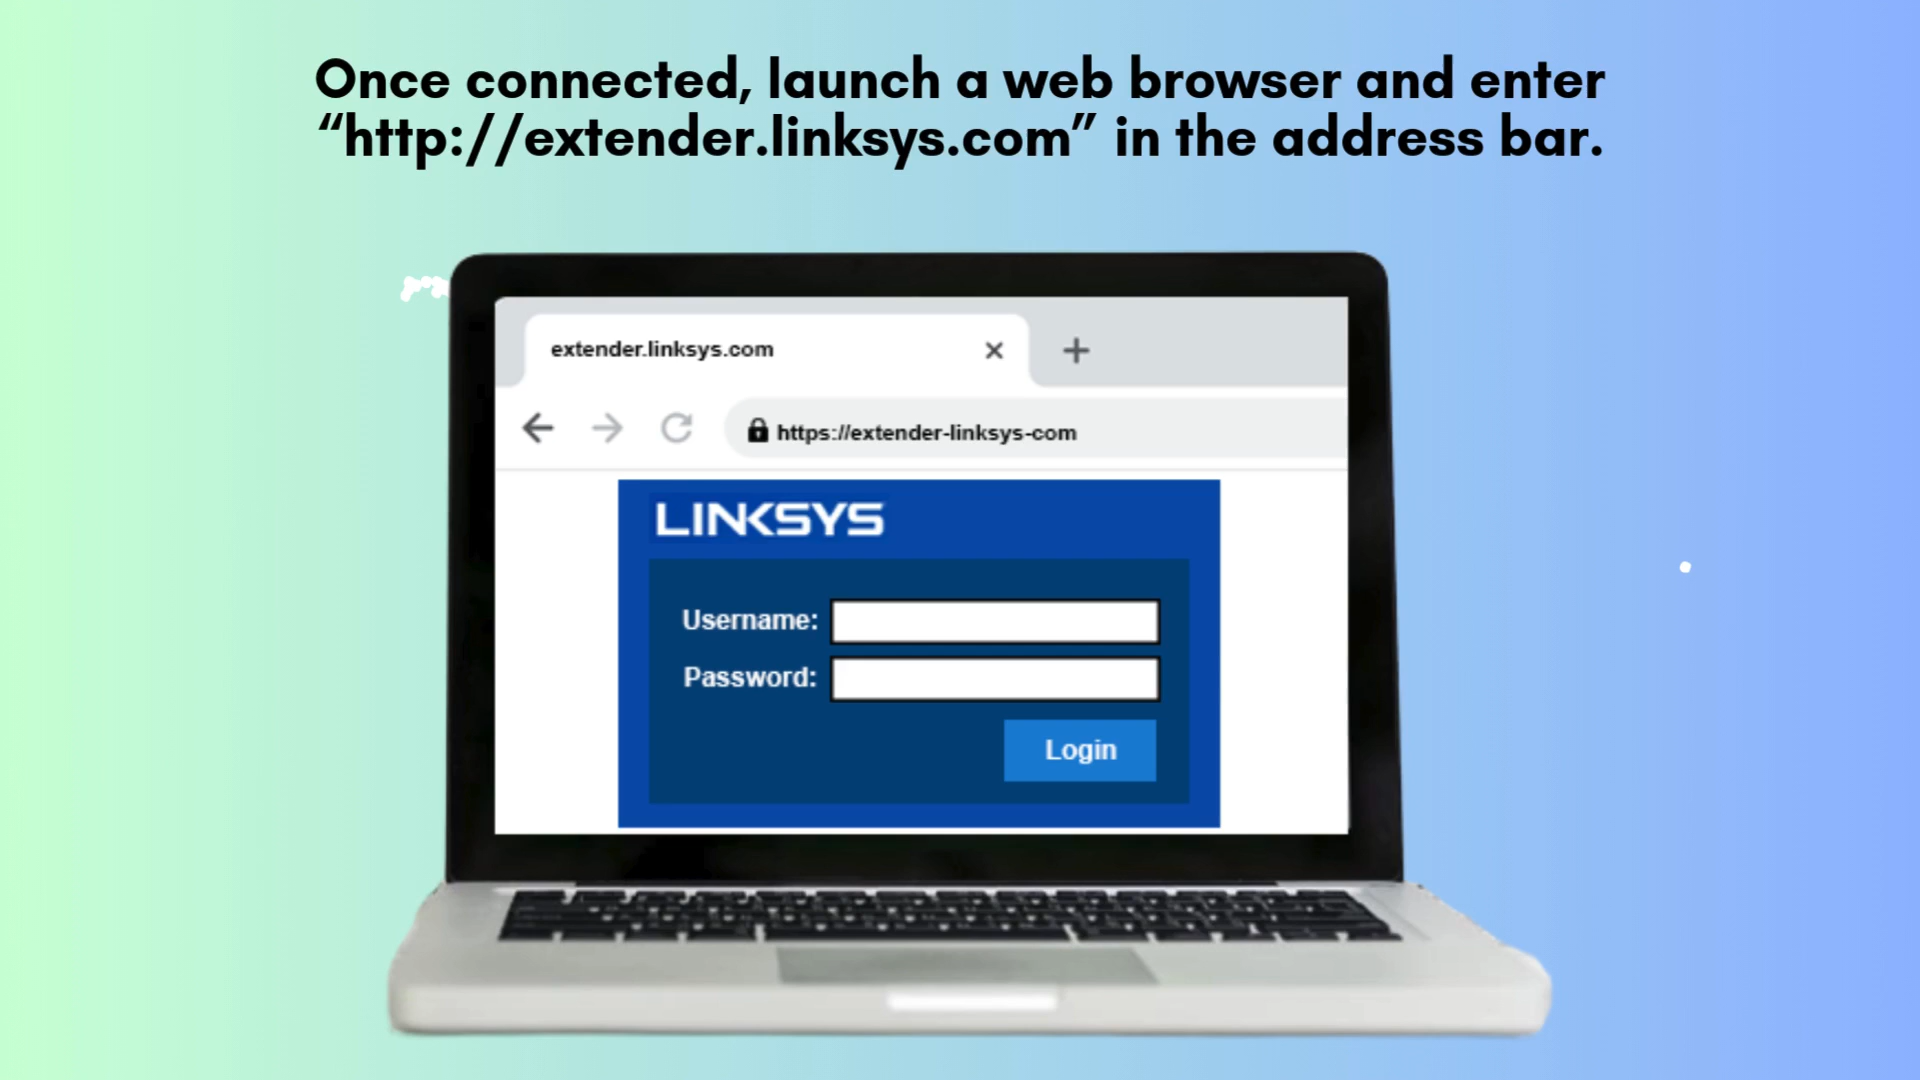 Once connected, launch a web browser and enter
“http://extender.linksys.com” in the address bar.
extender.linksys.com
https://extender-linksys-com
LINKSYS
Username:
Password:
Login